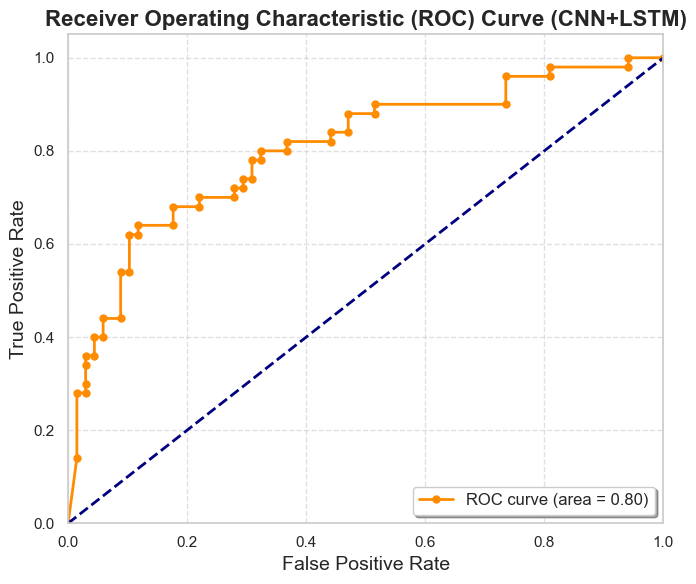 Receiver Operating Characteristic (ROC) Curve (CNN+LSTM)
True Positive Rate
1.0
0.8
0.6
0.4
0.2
0.0
ROC curve (area = 0.80)
0.0 0.2 0.4 0.6 0.8 1.0
False Positive Rate